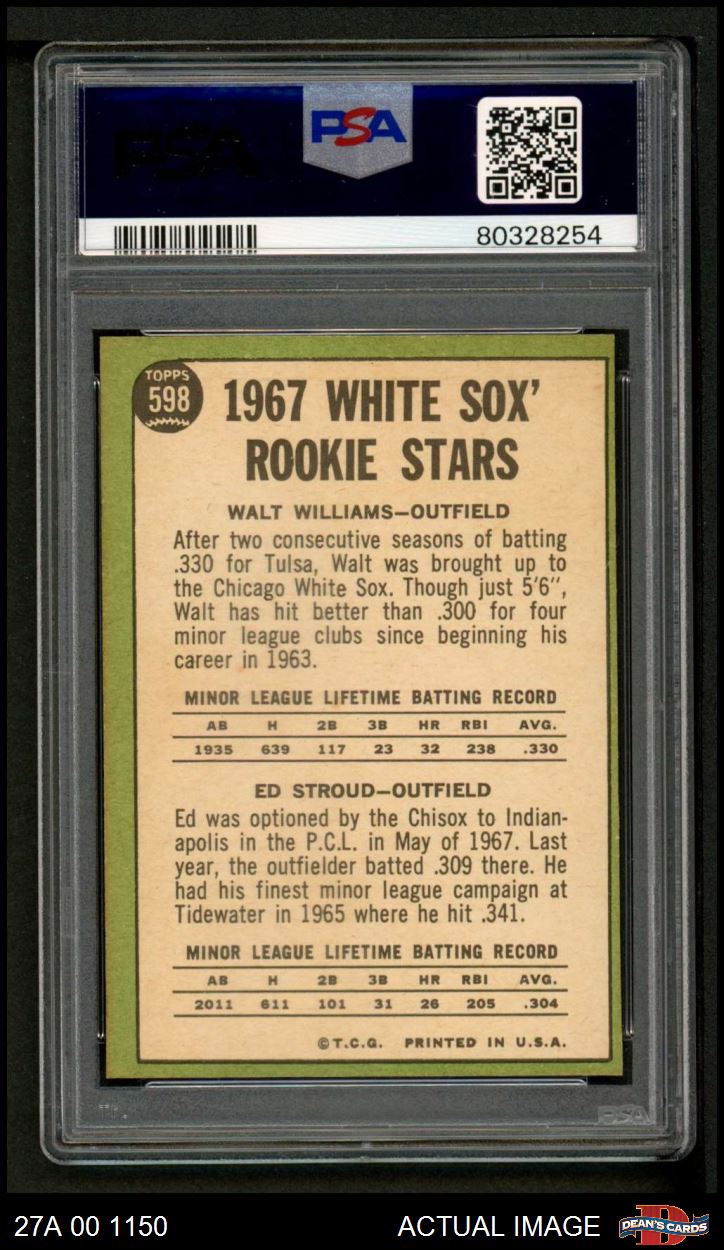 PSA
PSA
80328254
TOPPS
598
1967 WHITE SOX'
ROOKIE STARS
WALT WILLIAMS—OUTFIELD
After two consecutive seasons of batting
.330 for Tulsa, Walt was brought up to
the Chicago White Sox. Though just 5'6",
Walt has hit better than .300 for four
minor league clubs since beginning his
career in 1963.
MINOR LEAGUE LIFETIME BATTING RECORD
AB H 2B 3B HR RBI AVG.
1935 639 117 23 32 238 .330
ED STROUD—OUTFIELD
Ed was optioned by the Chisox to Indian-
apolis in the P.C.L. in May of 1967. Last
year, the outfielder batted .309 there. He
had his finest minor league campaign at
Tidewater in 1965 where he hit .341.
MINOR LEAGUE LIFETIME BATTING RECORD
AB H 2B 3B HR RBI AVG.
2011 611 101 31 26 205 .304
©T.C.G. PRINTED IN U.S.A.
PSA
27A 00 1150 ACTUAL IMAGE DEAN'S CARDS